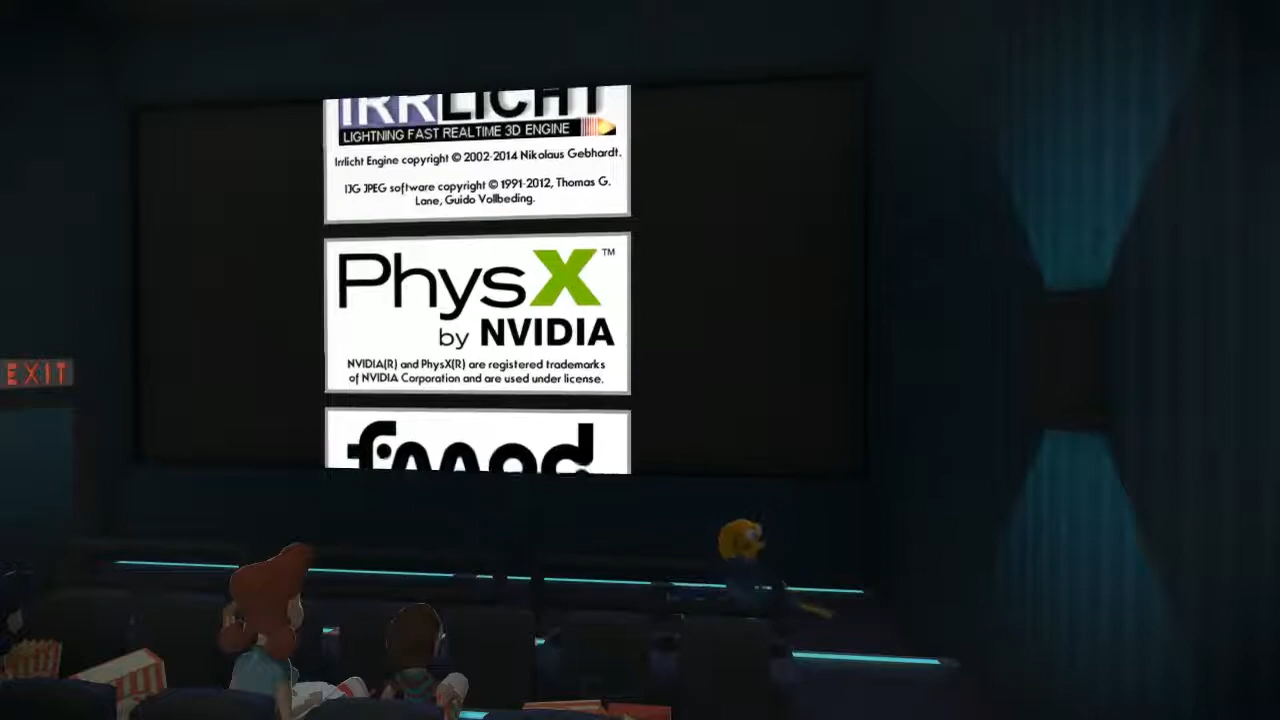 IRRLICHT
LIGHTNING FAST REALTIME 3D ENGINE
Irrlicht Engine copyright © 2002-2014 Nikolaus Gebhardt.
IJG JPEG software copyright © 1991-2012, Thomas G.
Lane, Guido Vollbeding.
PhysX™
by NVIDIA
NVIDIA(R) and PhysX(R) are registered trademarks
of NVIDIA Corporation and are used under license.
EXIT
fmod